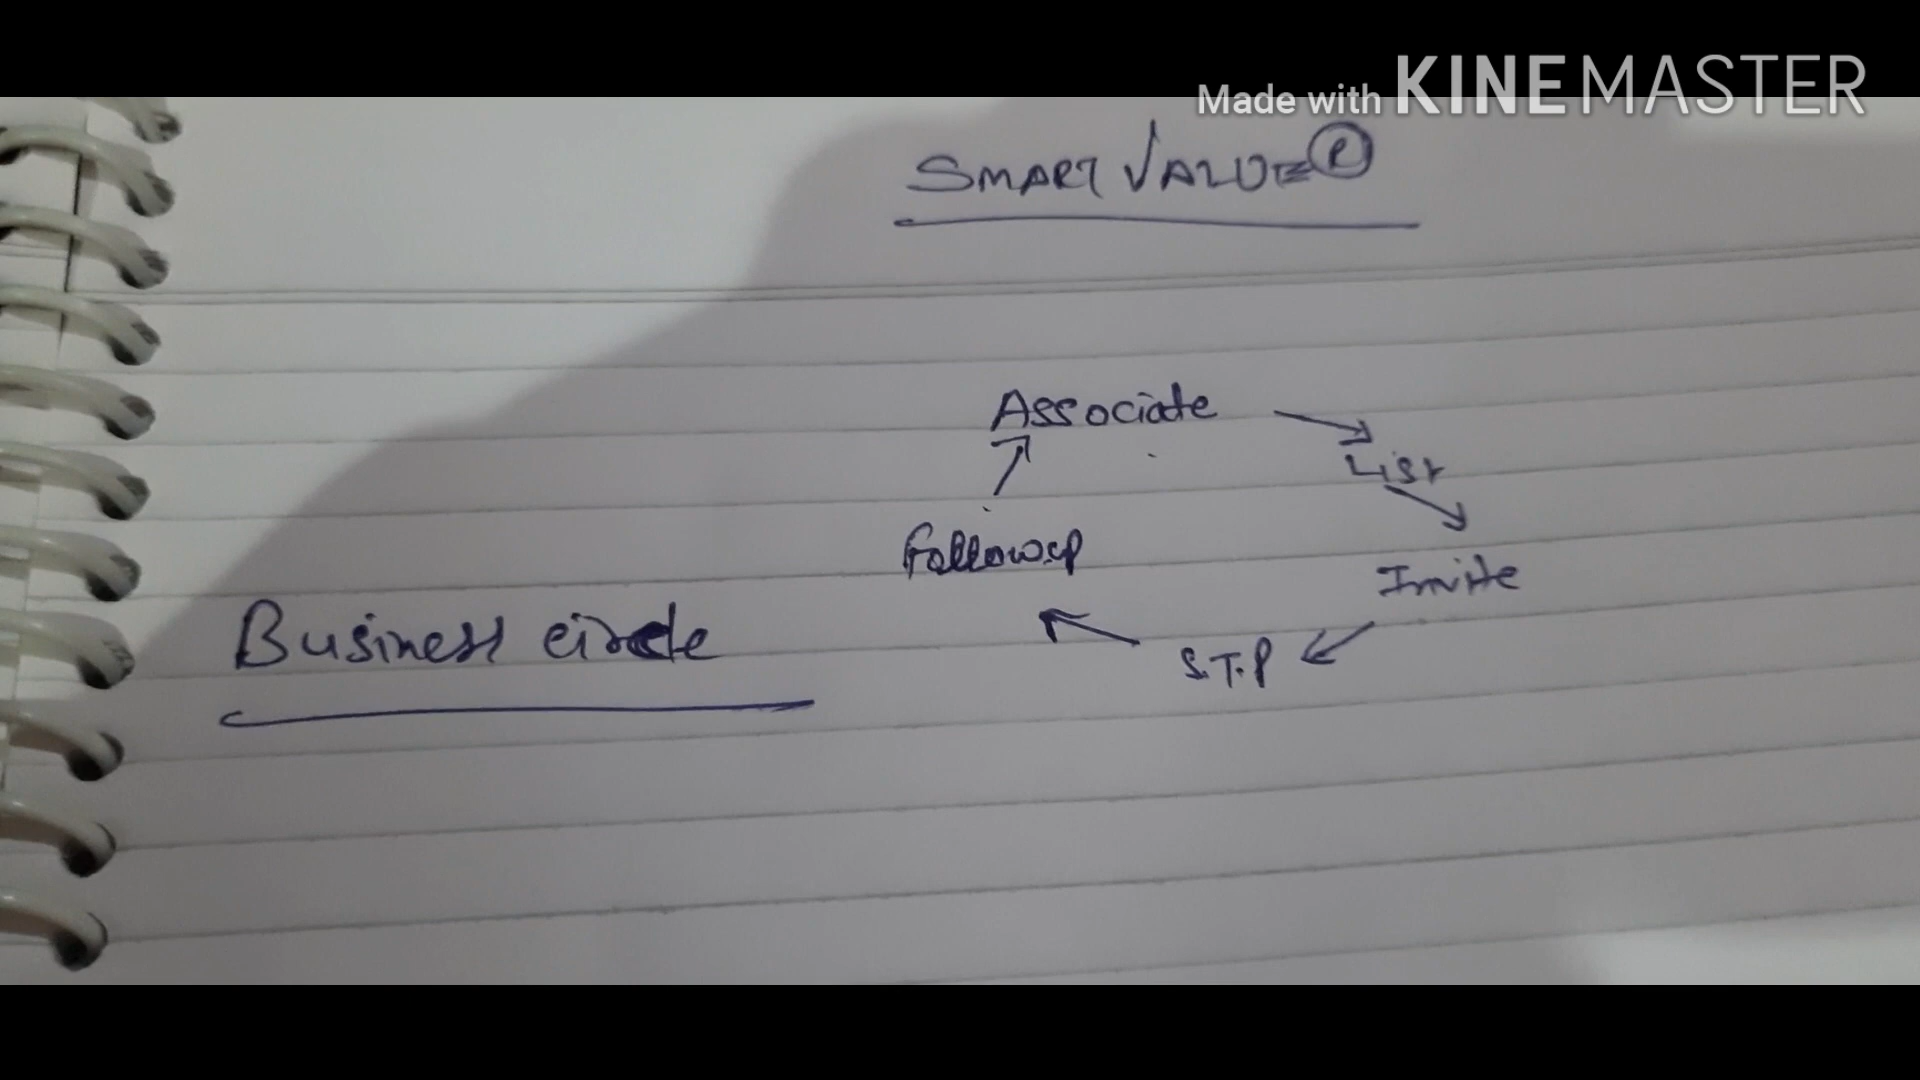 Made with KINEMASTER
SMART VALUE®
Associate
List
Followup
Invite
Business circle
S.T.P